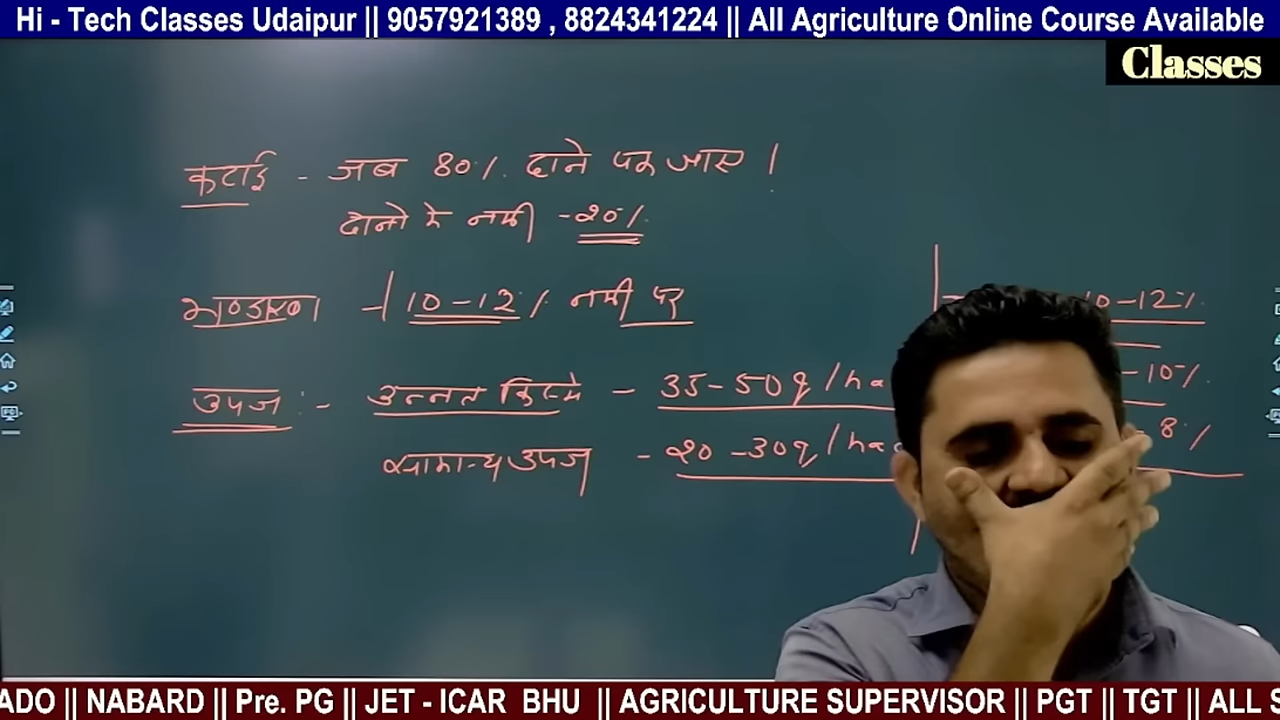 Hi - Tech Classes Udaipur || 9057921389 , 8824341224 || All Agriculture Online Course Available
Classes
कटाई - जब 80% दाने पक जाए ।
दानो मे नमी - 20%
भण्डारण - 10-12% नमी पर
10-12%
उपज :- उन्नत किस्मे - 35-50q/ha
-10%
सामान्य उपज - 20-30q/ha
8%
ADO || NABARD || Pre. PG || JET - ICAR BHU || AGRICULTURE SUPERVISOR || PGT || TGT || ALL S